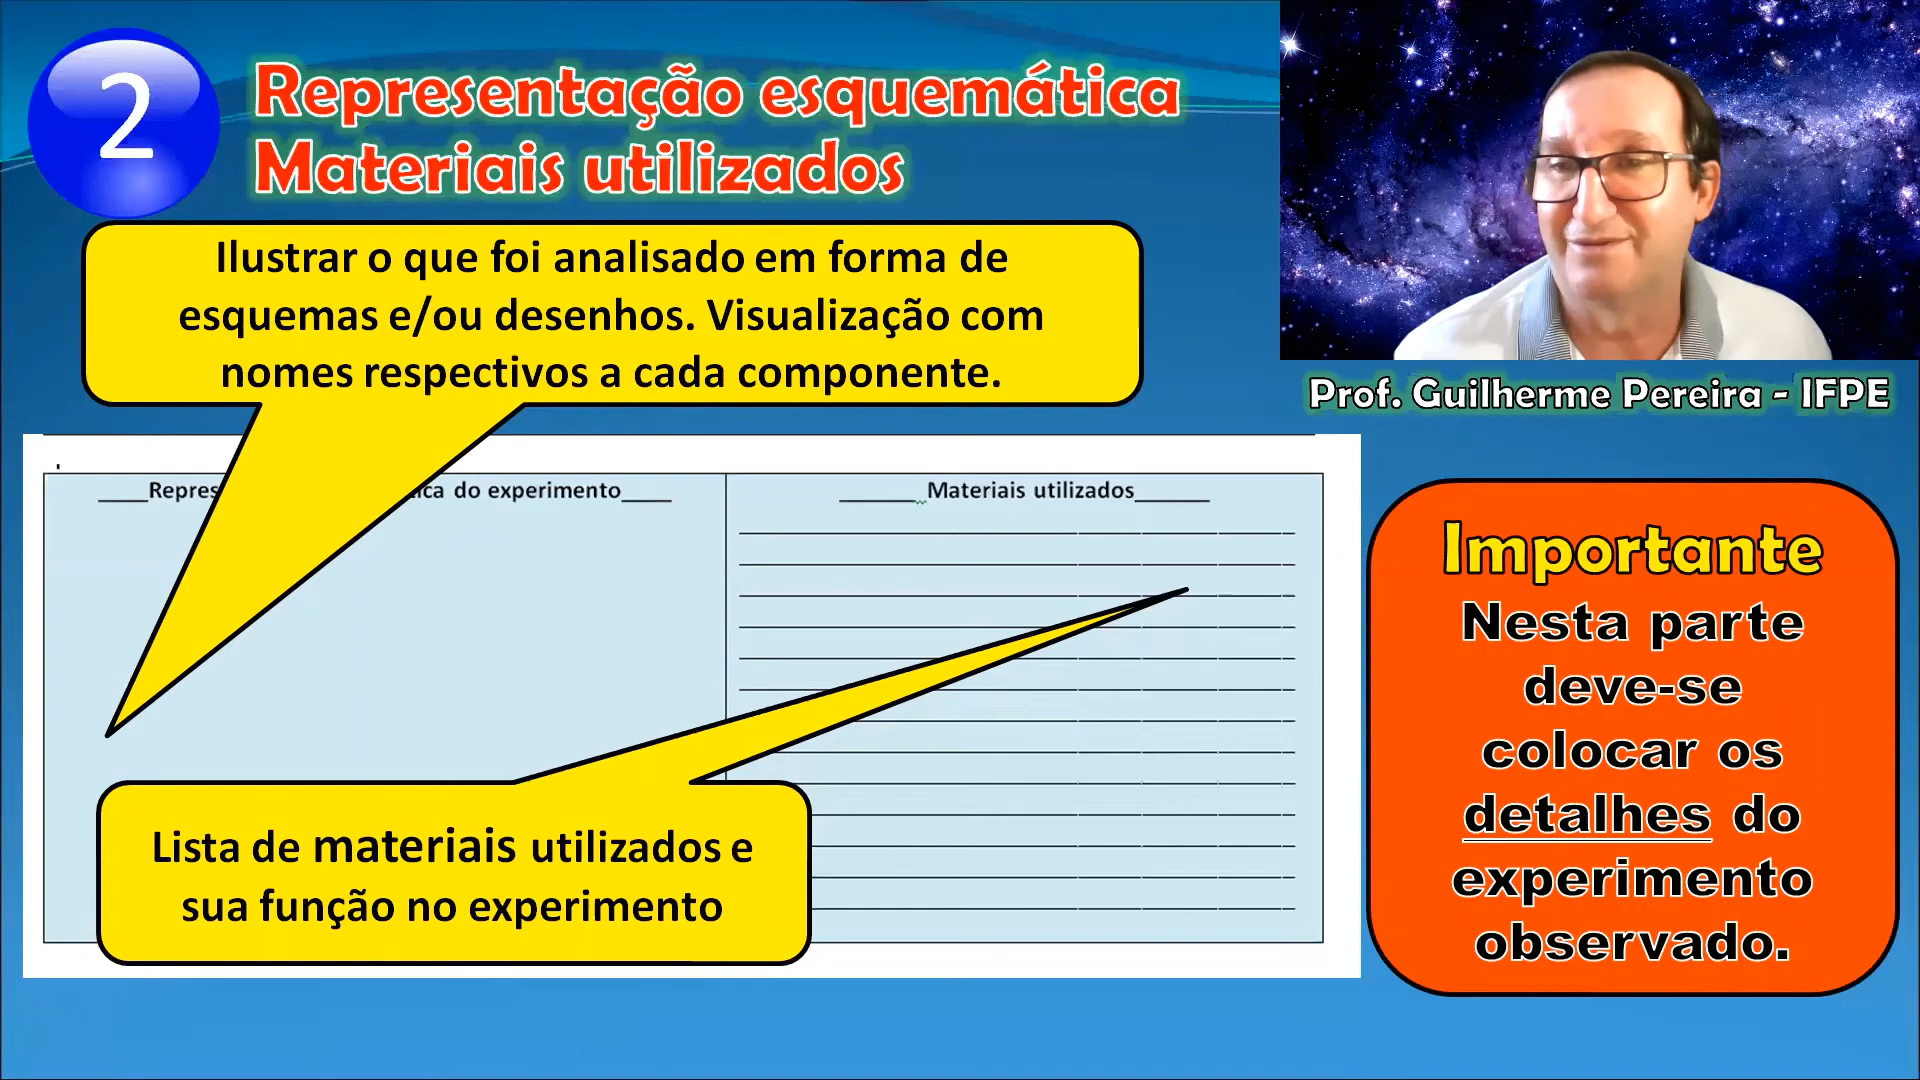 2
Representação esquemática
Materiais utilizados
Ilustrar o que foi analisado em forma de
esquemas e/ou desenhos. Visualização com
nomes respectivos a cada componente.
Prof. Guilherme Pereira - IFPE
do experimento____
_______Materiais utilizados_______
Lista de materiais utilizados e
sua função no experimento
Importante
Nesta parte
deve-se
colocar os
detalhes do
experimento
observado.